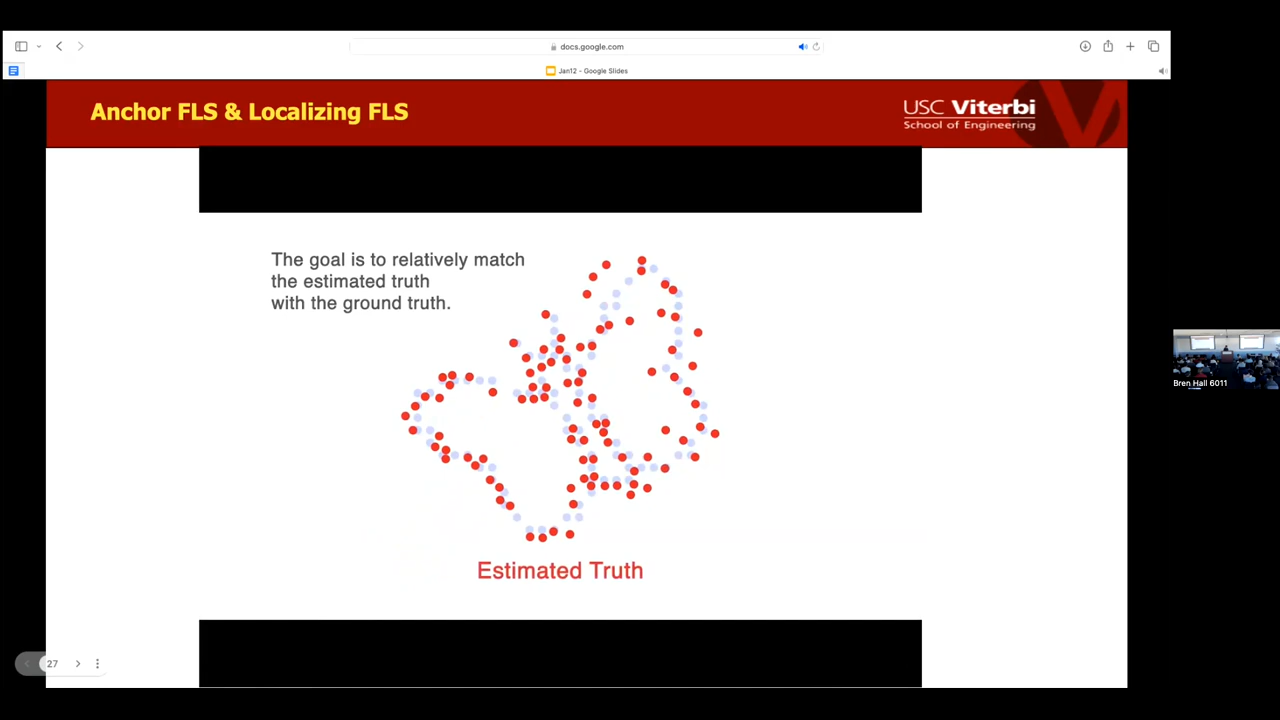 docs.google.com
Jan12 - Google Slides
Anchor FLS & Localizing FLS
USC Viterbi
School of Engineering
The goal is to relatively match
the estimated truth
with the ground truth.
Bren Hall 6011
Estimated Truth
27